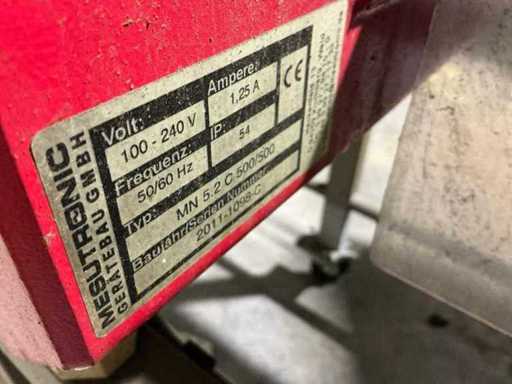 MESUTRONIC
GERÄTEBAU GMBH
Volt:
Ampere:
100 - 240 V
1,25 A
CE
Frequenz:
IP:
50/60 Hz
54
Typ:
MN 5.2 C 500/500
Baujahr/Serien Nummer
2011-1098-C